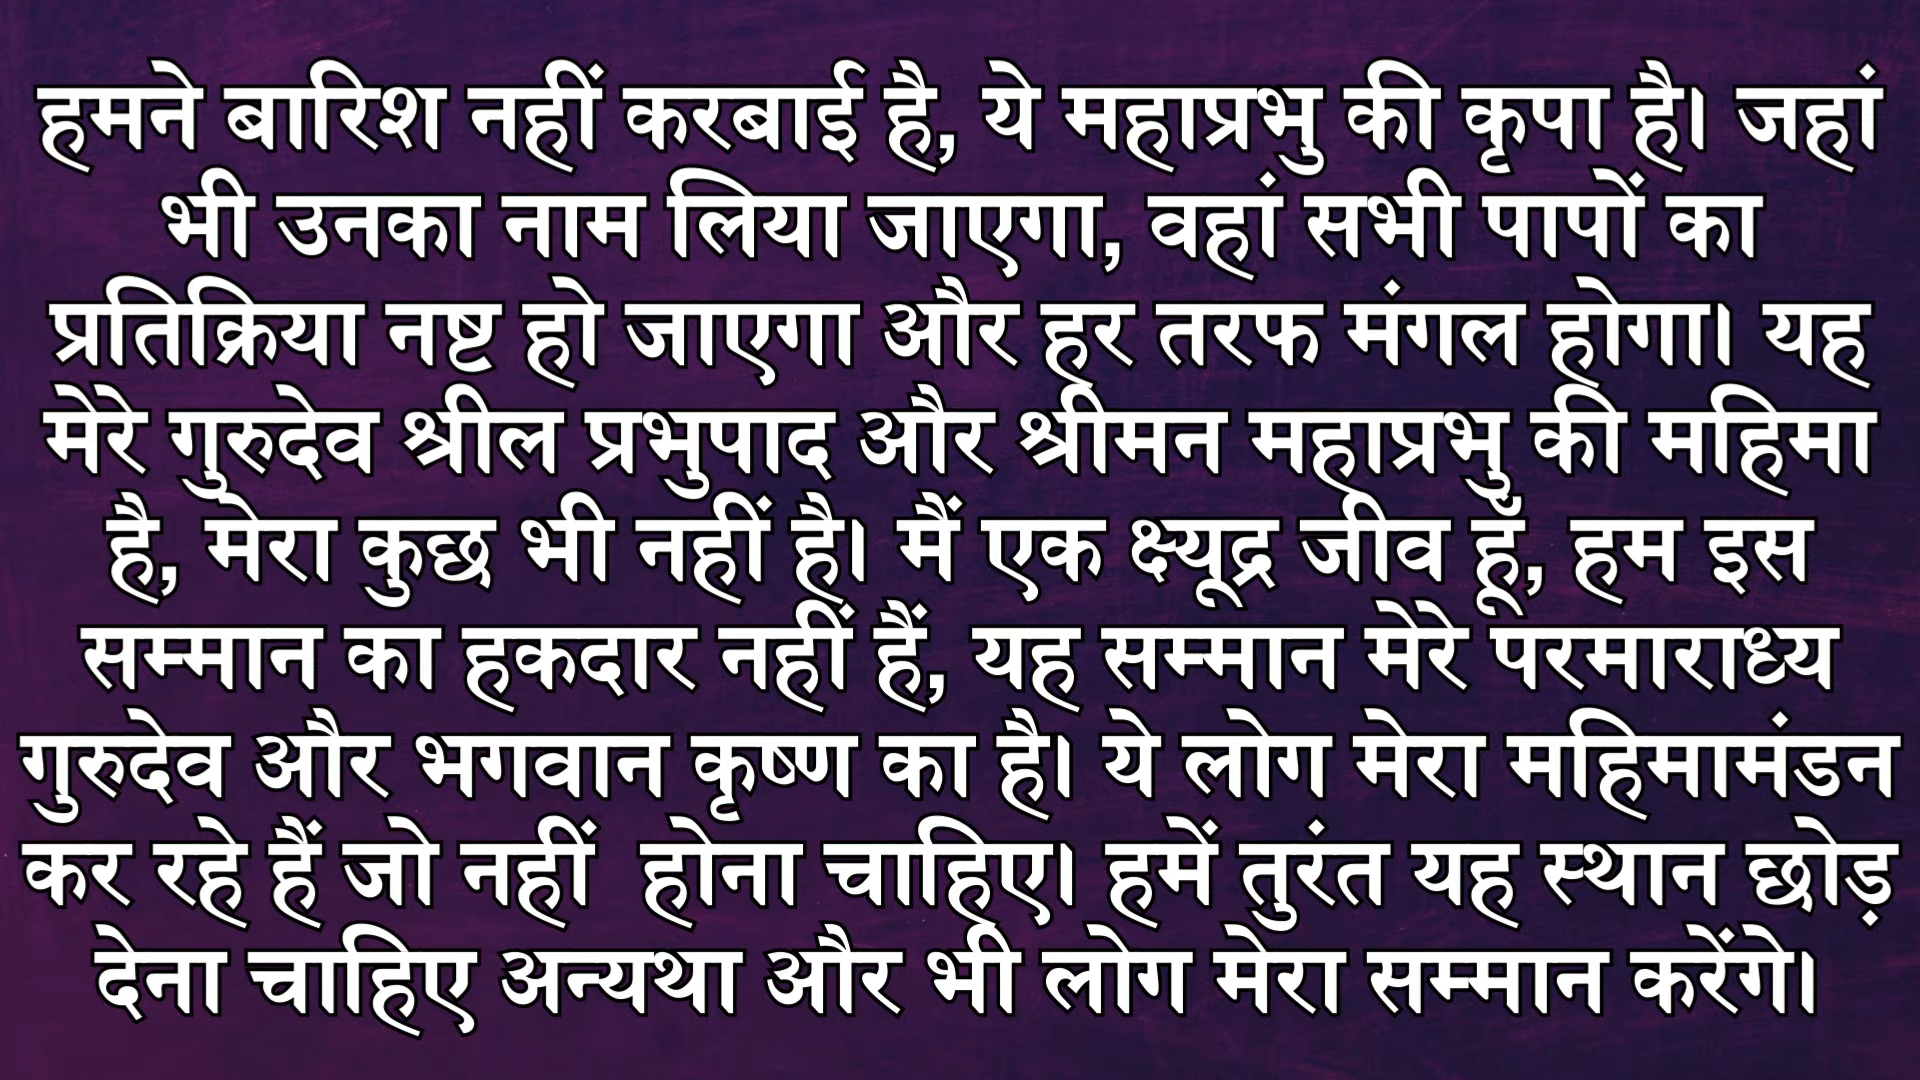 हमने बारिश नहीं करबाई है, ये महाप्रभु की कृपा है। जहां
भी उनका नाम लिया जाएगा, वहां सभी पापों का
प्रतिक्रिया नष्ट हो जाएगा और हर तरफ मंगल होगा। यह
मेरे गुरुदेव श्रील प्रभुपाद और श्रीमन महाप्रभु की महिमा
है, मेरा कुछ भी नहीं है। मैं एक क्ष्यूद्र जीव हूँ, हम इस
सम्मान का हकदार नहीं हैं, यह सम्मान मेरे परमाराध्य
गुरुदेव और भगवान कृष्ण का है। ये लोग मेरा महिमामंडन
कर रहे हैं जो नहीं  होना चाहिए। हमें तुरंत यह स्थान छोड़
देना चाहिए अन्यथा और भी लोग मेरा सम्मान करेंगे।